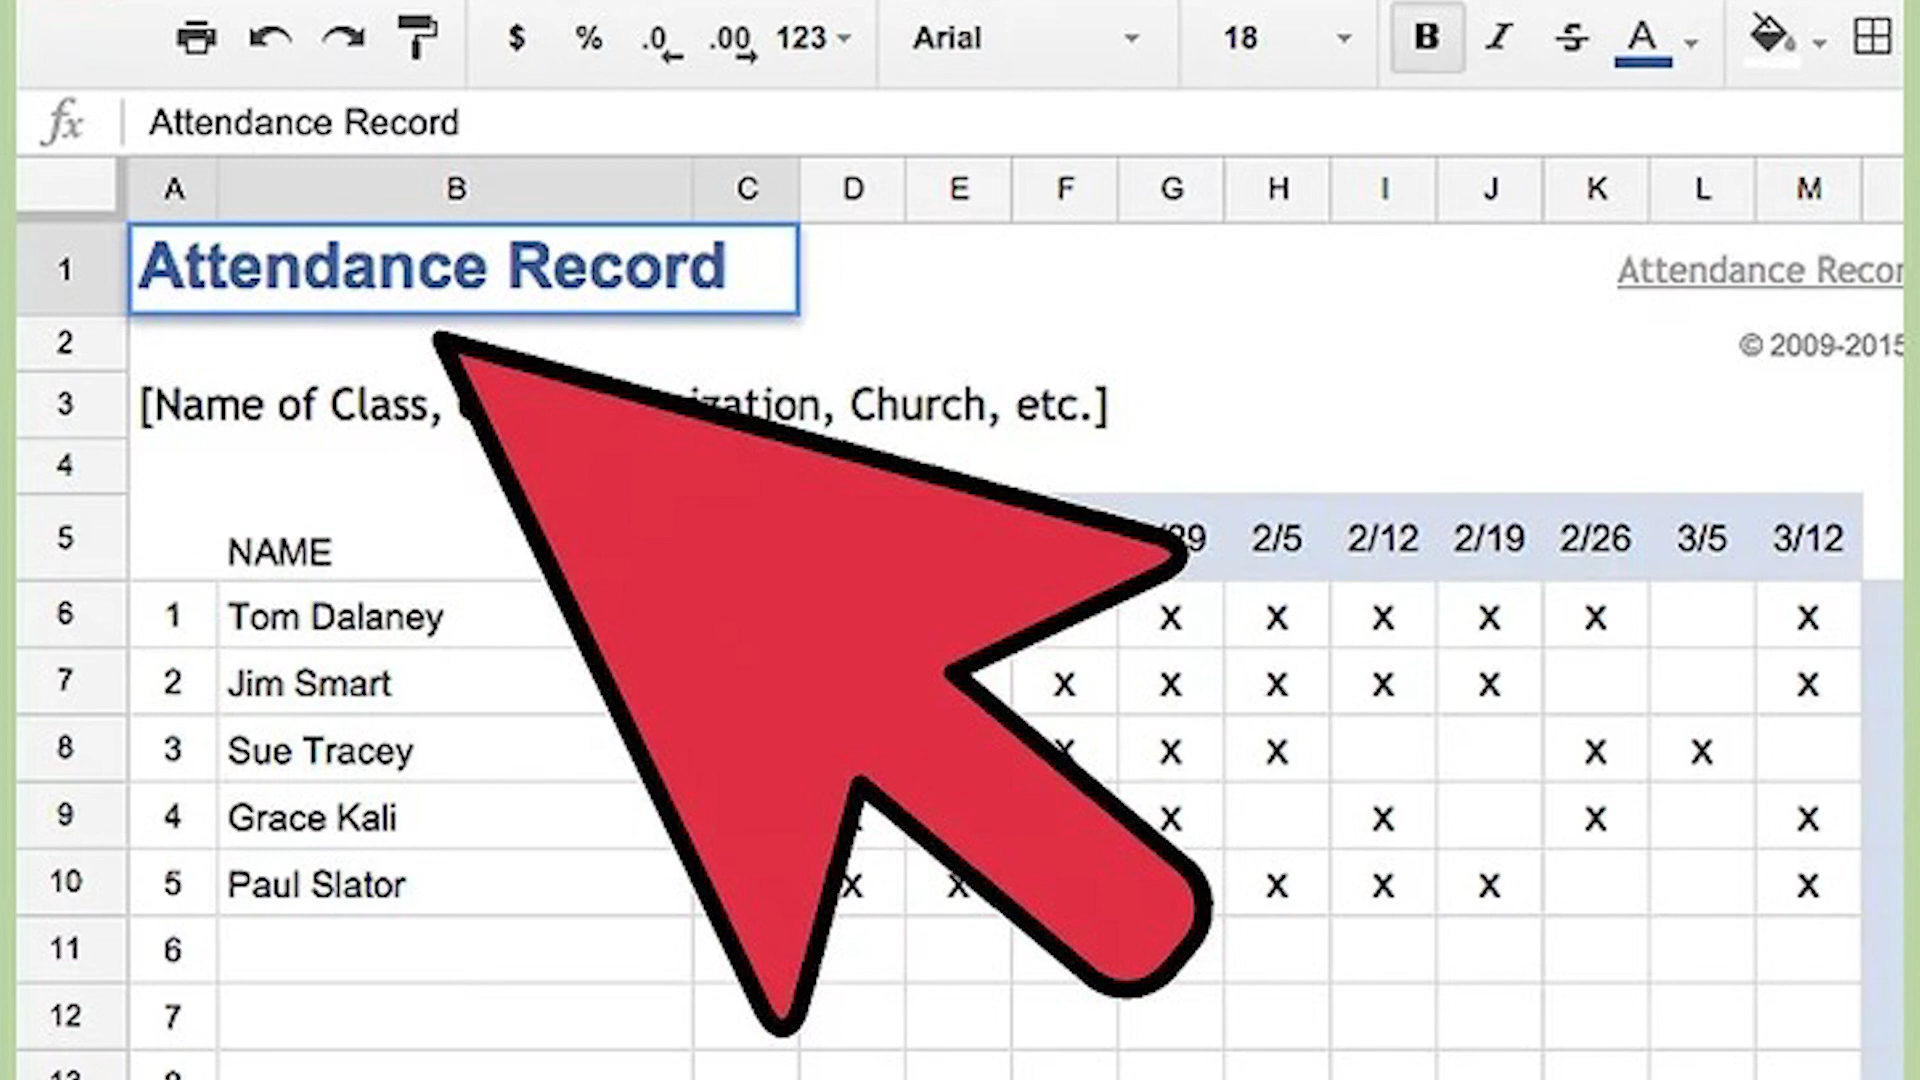 $ % .0 .00 123 Arial 18 B I S A
fx Attendance Record
A B C D E F G H I J K L M
1 Attendance Record Attendance Recor
2 © 2009-2015
3 [Name of Class, ization, Church, etc.]
4
5 NAME /29 2/5 2/12 2/19 2/26 3/5 3/12
6 1 Tom Dalaney x x x x x x
7 2 Jim Smart x x x x x x
8 3 Sue Tracey x x x x x
9 4 Grace Kali x x x x
10 5 Paul Slator x x x x x x
11 6
12 7